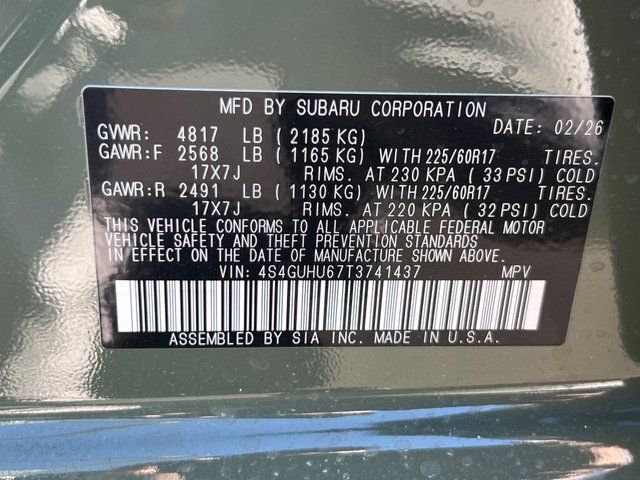 MFD BY SUBARU CORPORATION
DATE: 02/26
GVWR: 4817 LB (2185 KG)
GAWR:F 2568 LB (1165 KG) WITH 225/60R17 TIRES.
17X7J RIMS. AT 230 KPA (33 PSI) COLD
GAWR:R 2491 LB (1130 KG) WITH 225/60R17 TIRES.
17X7J RIMS. AT 220 KPA (32 PSI) COLD
THIS VEHICLE CONFORMS TO ALL APPLICABLE FEDERAL MOTOR
VEHICLE SAFETY AND THEFT PREVENTION STANDARDS
IN EFFECT ON THE DATE OF MANUFACTURE SHOWN ABOVE.
VIN: 4S4GUHU67T3741437 MPV
ASSEMBLED BY SIA INC. MADE IN U.S.A.